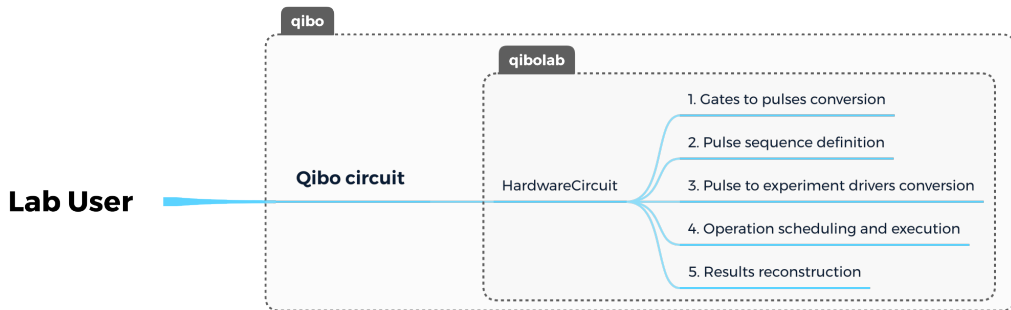 qibo
qibolab
1. Gates to pulses conversion
2. Pulse sequence definition
Qibo circuit
HardwareCircuit
3. Pulse to experiment drivers conversion
Lab User
4. Operation scheduling and execution
5. Results reconstruction